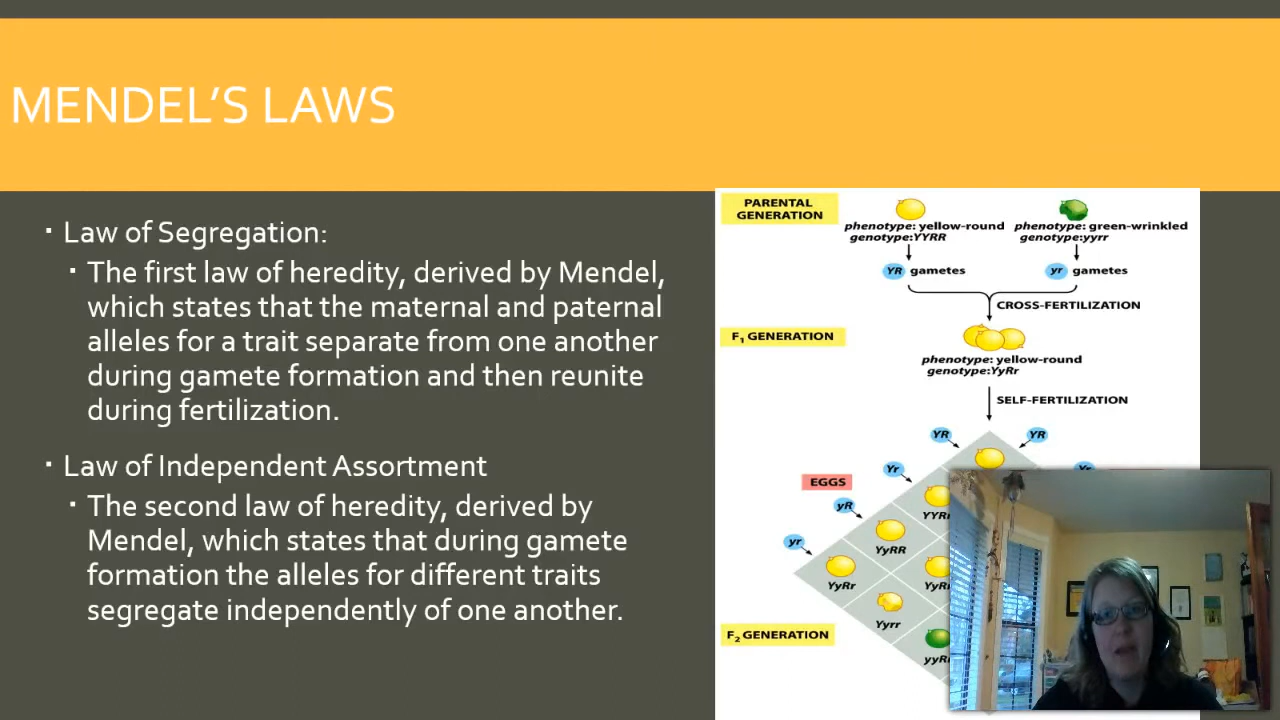 MENDEL'S LAWS
▪ Law of Segregation:
▪ The first law of heredity, derived by Mendel,
which states that the maternal and paternal
alleles for a trait separate from one another
during gamete formation and then reunite
during fertilization.
▪ Law of Independent Assortment
▪ The second law of heredity, derived by
Mendel, which states that during gamete
formation the alleles for different traits
segregate independently of one another.
PARENTAL
GENERATION
phenotype: yellow-round
genotype:YYRR
phenotype: green-wrinkled
genotype:yyrr
YR gametes
yr gametes
CROSS-FERTILIZATION
F₁ GENERATION
phenotype: yellow-round
genotype:YyRr
SELF-FERTILIZATION
YR
YR
Yr
Yr
EGGS
yR
yr
YyRR
YyRr
Yyrr
F₂ GENERATION